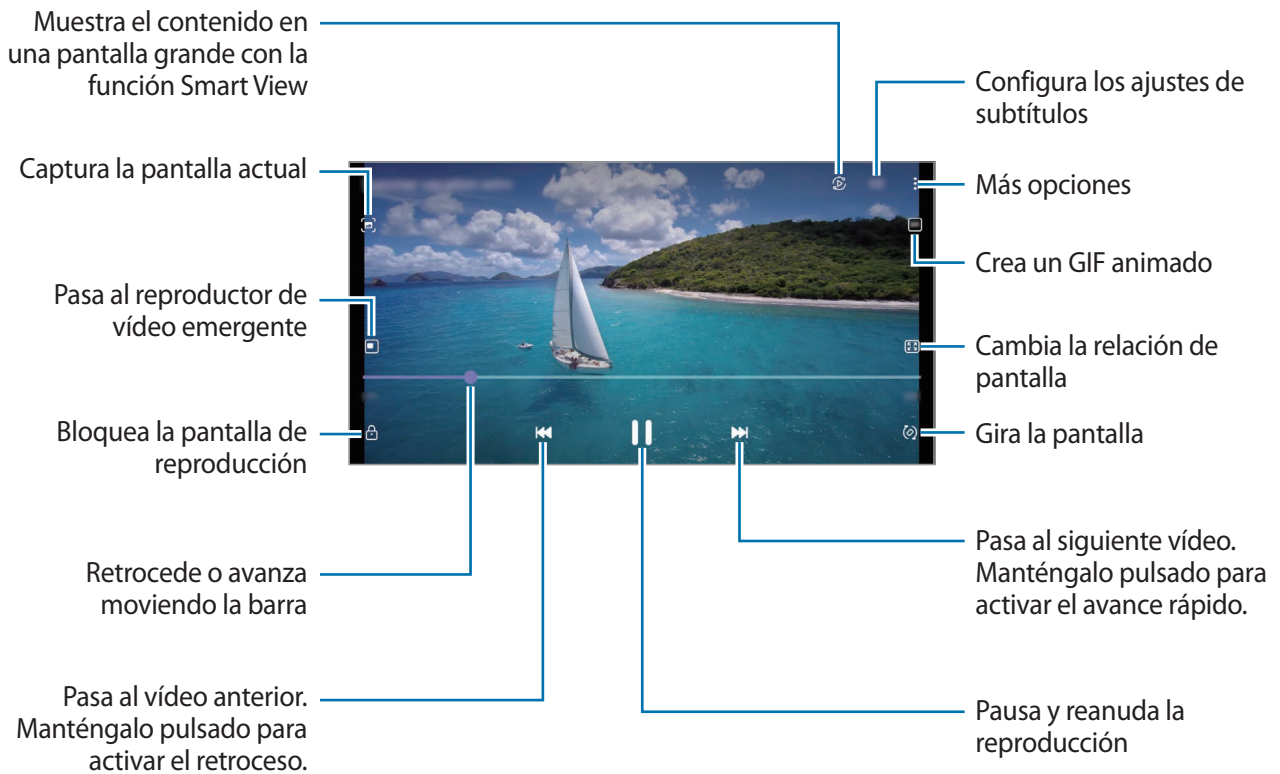 Muestra el contenido en
una pantalla grande con la
función Smart View
Captura la pantalla actual
Pasa al reproductor de
vídeo emergente
Bloquea la pantalla de
reproducción
Retrocede o avanza
moviendo la barra
Pasa al vídeo anterior.
Manténgalo pulsado para
activar el retroceso.
Configura los ajustes de
subtítulos
Más opciones
Crea un GIF animado
Cambia la relación de
pantalla
Gira la pantalla
Pasa al siguiente vídeo.
Manténgalo pulsado para
activar el avance rápido.
Pausa y reanuda la
reproducción